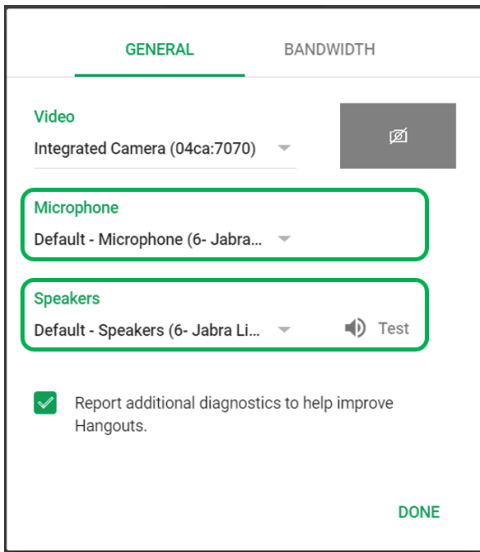 GENERAL BANDWIDTH
Video
Integrated Camera (04ca:7070)
Microphone
Default - Microphone (6- Jabra...
Speakers
Default - Speakers (6- Jabra Li... Test
Report additional diagnostics to help improve
Hangouts.
DONE